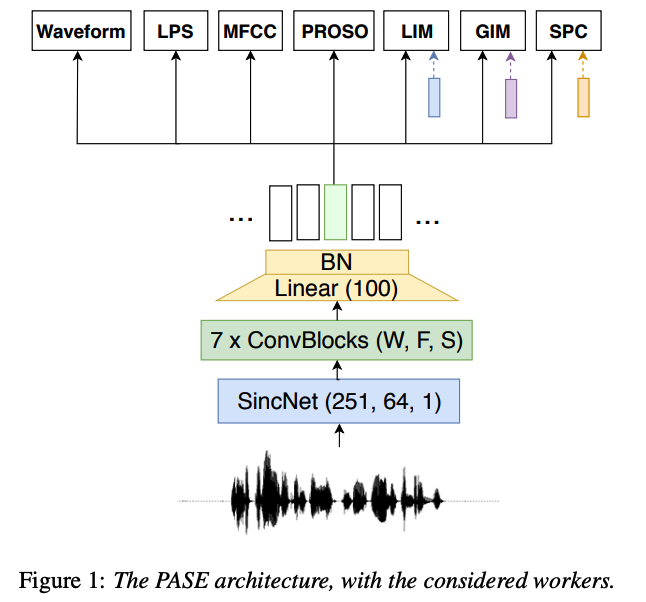 Waveform LPS MFCC PROSO LIM GIM SPC
... ...
BN
Linear (100)
7 x ConvBlocks (W, F, S)
SincNet (251, 64, 1)
Figure 1: The PASE architecture, with the considered workers.